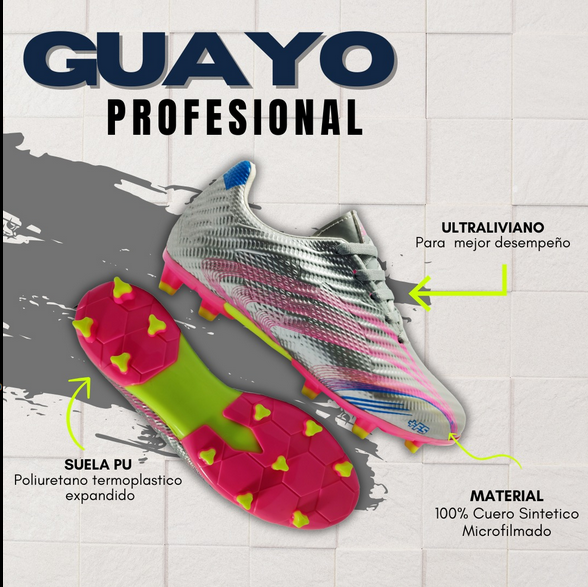 GUAYO
PROFESIONAL
ULTRALIVIANO
Para mejor desempeño
SUELA PU
Poliuretano termoplastico
expandido
MATERIAL
100% Cuero Sintetico
Microfilmado